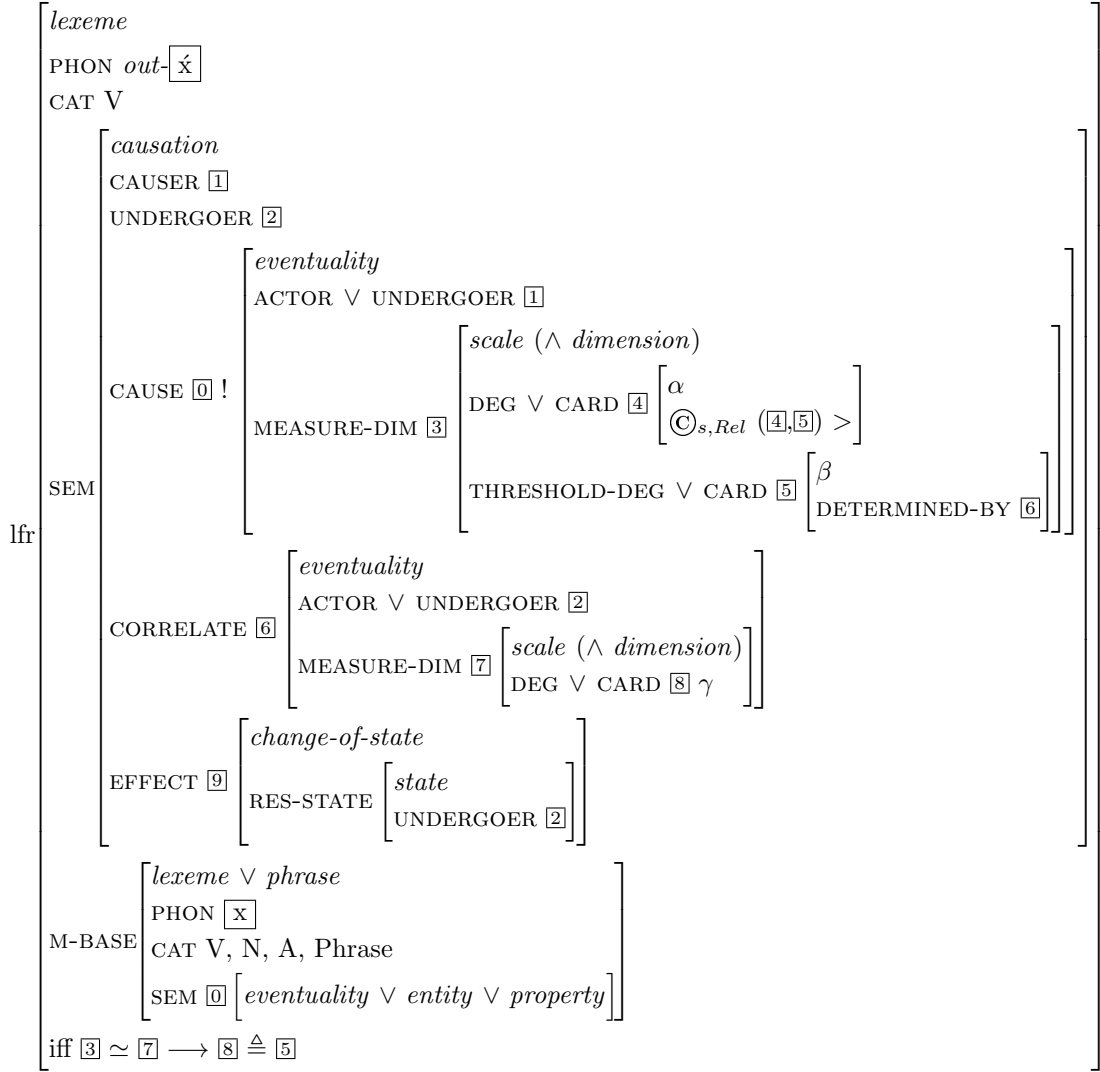 lexeme
PHON out-x́
CAT V
causation
CAUSER 1
UNDERGOER 2
eventuality
ACTOR ∨ UNDERGOER 1
scale (∧ dimension)
DEG ∨ CARD 4 α
Ⓒs,Rel (4,5) >
CAUSE 0 !
MEASURE-DIM 3
THRESHOLD-DEG ∨ CARD 5 β
DETERMINED-BY 6
SEM
lfr
eventuality
ACTOR ∨ UNDERGOER 2
CORRELATE 6
scale (∧ dimension)
MEASURE-DIM 7
DEG ∨ CARD 8 γ
change-of-state
EFFECT 9
state
RES-STATE
UNDERGOER 2
lexeme ∨ phrase
PHON x
M-BASE
CAT V, N, A, Phrase
SEM 0 [eventuality ∨ entity ∨ property]
iff 3 ≃ 7 ⟶ 8 ≜ 5